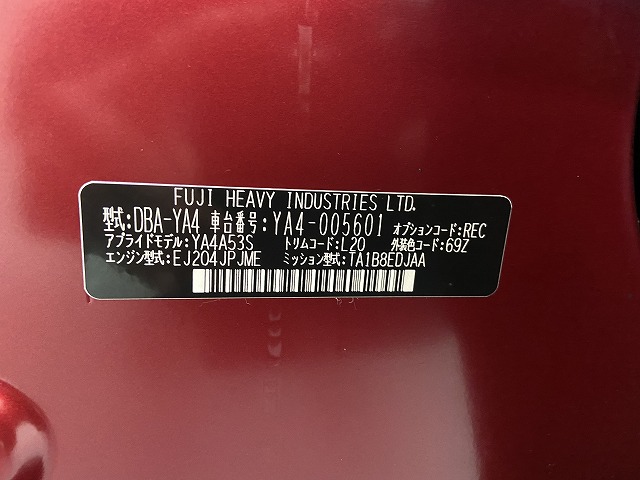 FUJI HEAVY INDUSTRIES LTD.
型式:DBA-YA4 車台番号:YA4-005601 オプションコード:REC
アプライドモデル:YA4A53S トリムコード:L20 外装色コード:69Z
エンジン型式:EJ204JPJME ミッション型式:TA1B8EDJAA